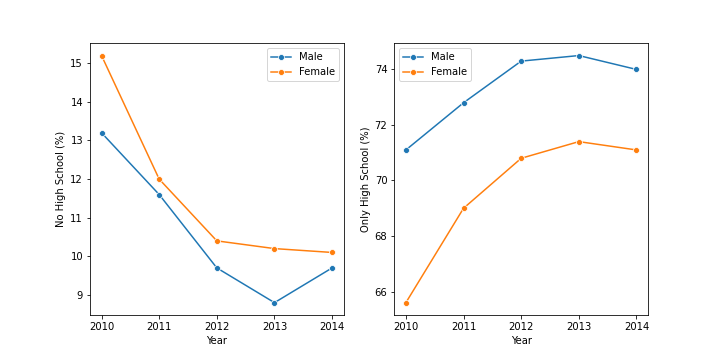 No High School (%)
15
14
13
12
11
10
9
2010 2011 2012 2013 2014
Year
Male
Female
Only High School (%)
74
72
70
68
66
2010 2011 2012 2013 2014
Year
Male
Female